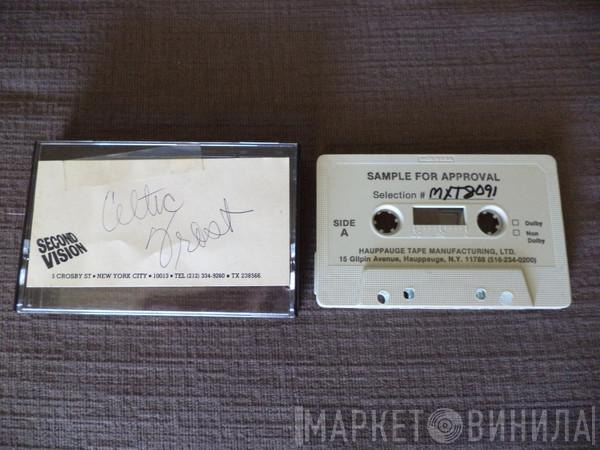 Celtic
Frost
SECOND
VISION
5 CROSBY ST • NEW YORK CITY • 10013 • TEL (212) 334-9260 • TX 238566
SAMPLE FOR APPROVAL
Selection # MXT8091
SIDE
A
Dolby
Non
Dolby
HAUPPAUGE TAPE MANUFACTURING, LTD.
15 Gilpin Avenue, Hauppauge, N.Y. 11788 (516-234-0200)
МАРКЕТ ВИНИЛА